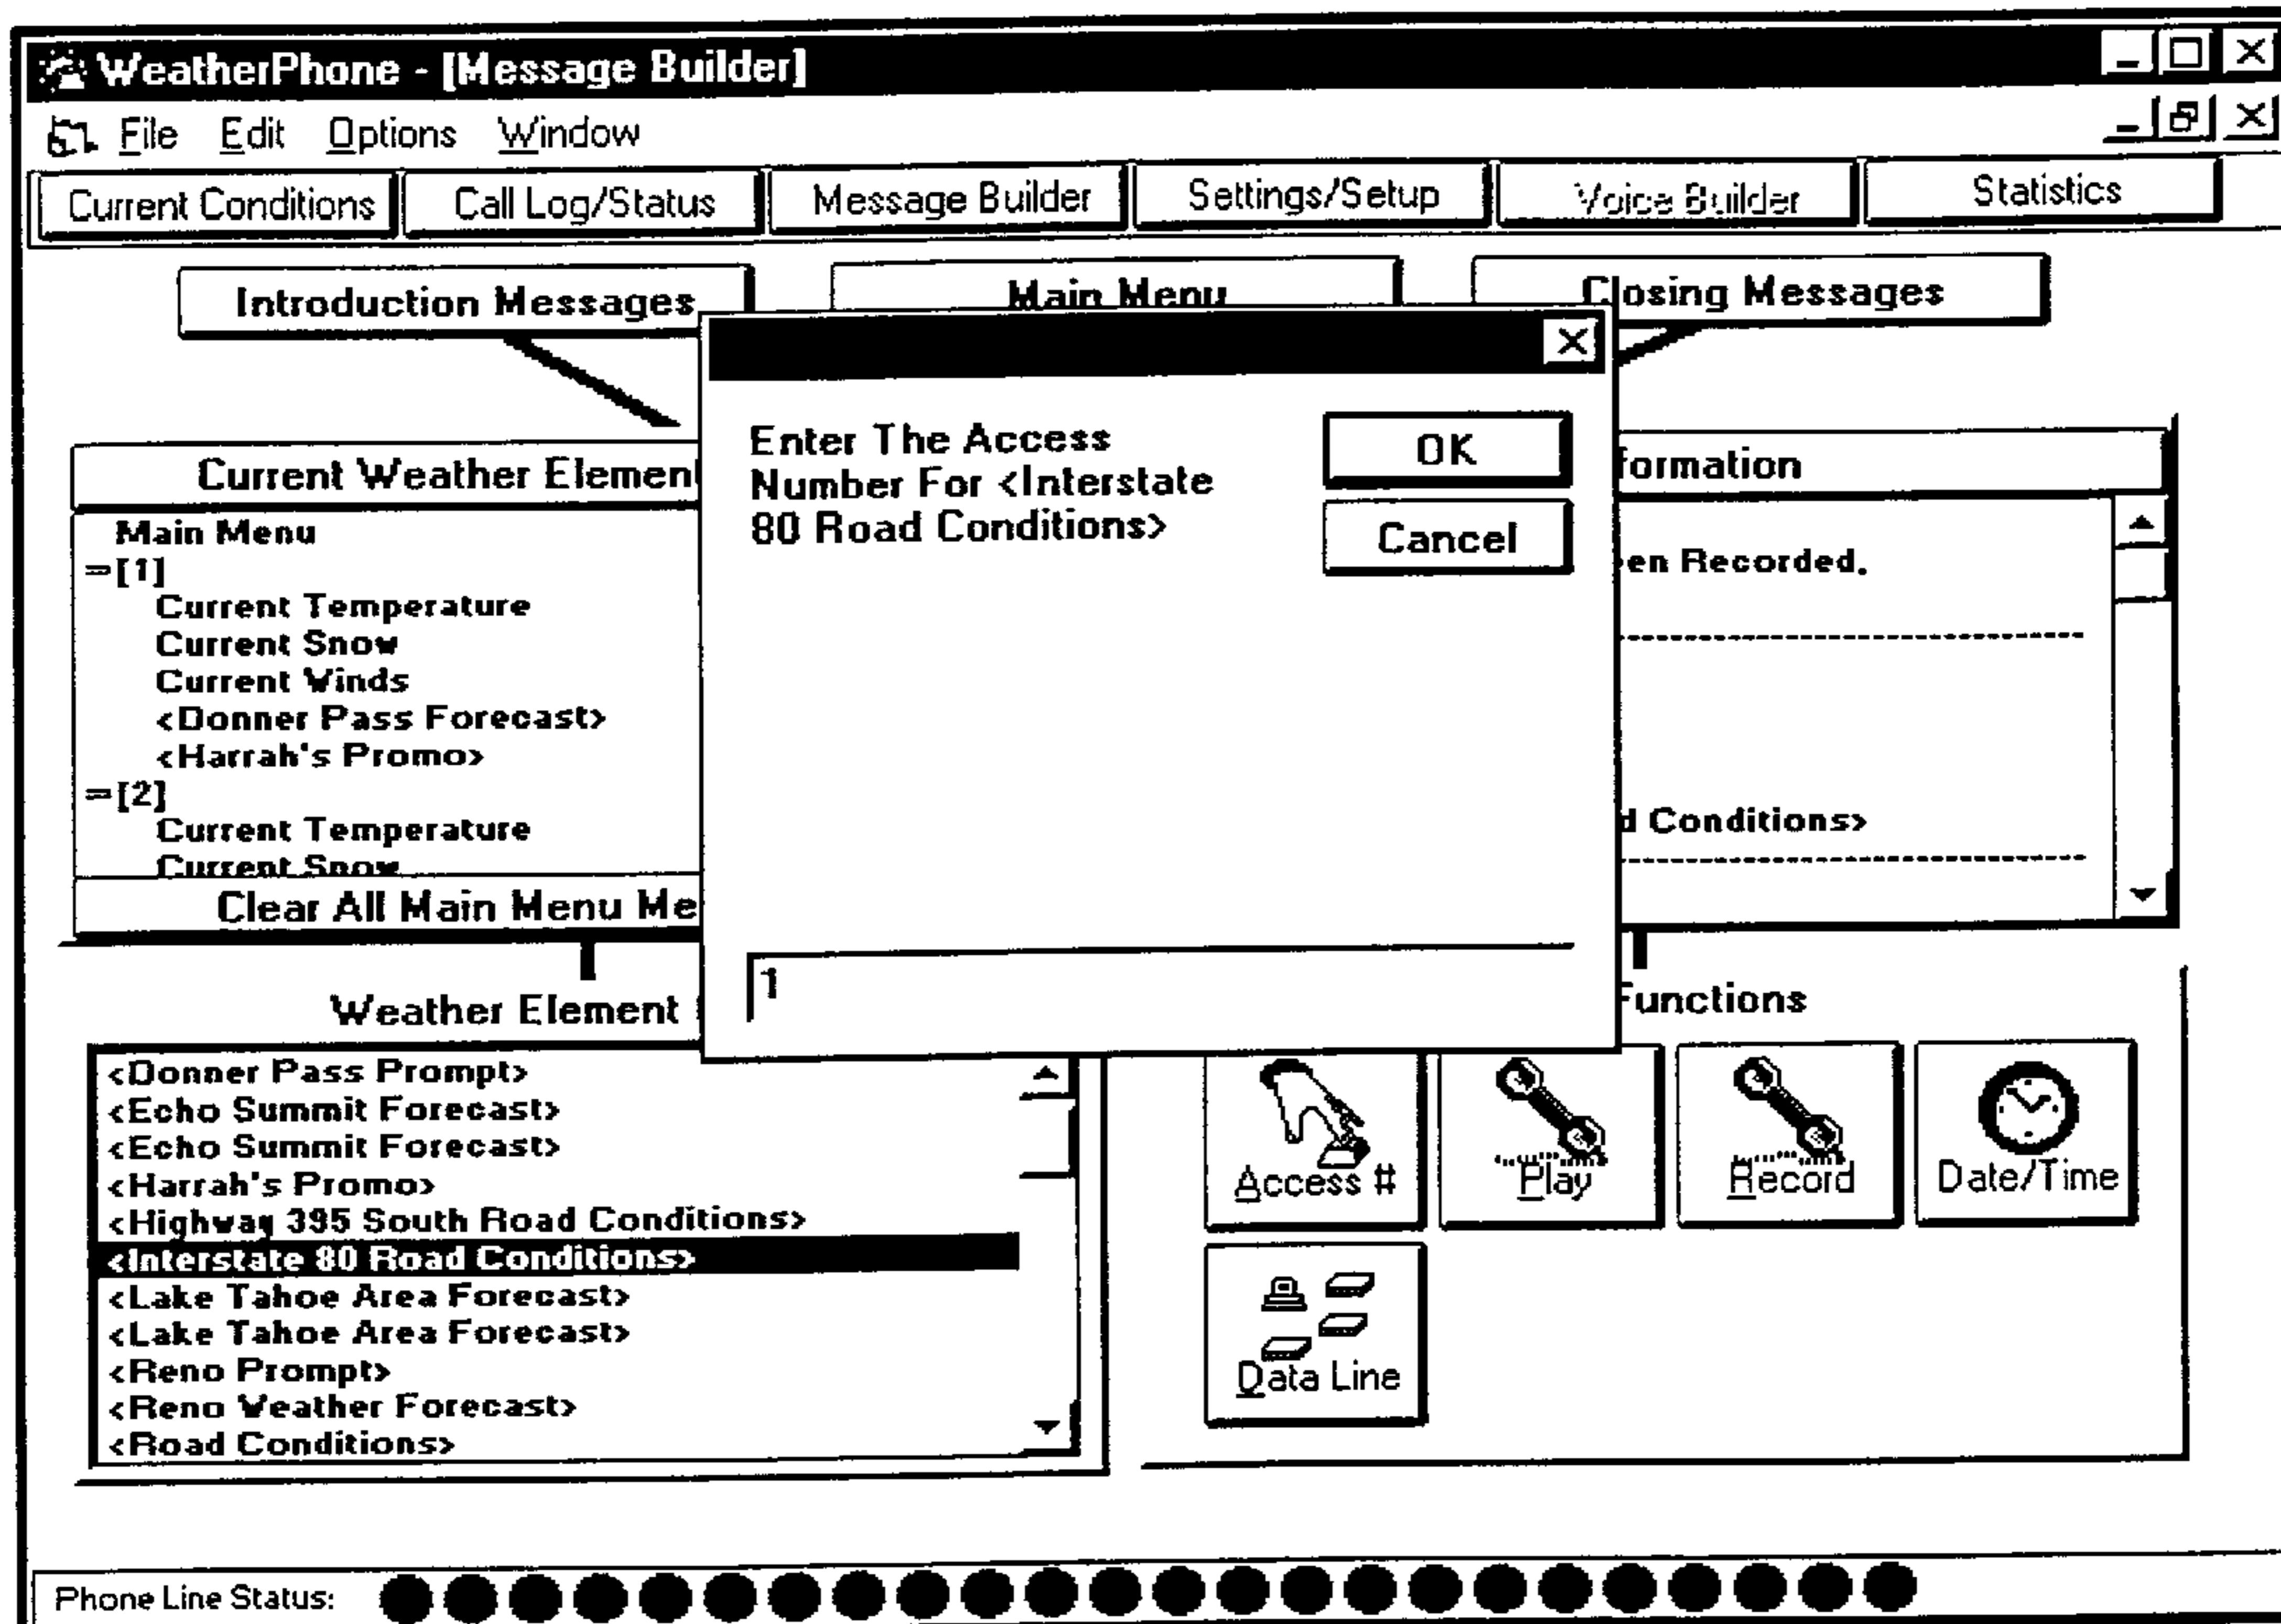 WeatherPhone - [Message Builder]
File Edit Options Window
Current Conditions Call Log/Status Message Builder Settings/Setup Voice Builder Statistics
Introduction Messages Main Menu Closing Messages
Enter The Access
Number For <Interstate
80 Road Conditions>
OK
Cancel
1
Current Weather Element
Main Menu
=[1]
Current Temperature
Current Snow
Current Winds
<Donner Pass Forecast>
<Harrah's Promo>
=[2]
Current Temperature
Current Snow
Clear All Main Menu Me
formation
en Recorded.
d Conditions>
Weather Element
<Donner Pass Prompt>
<Echo Summit Forecast>
<Echo Summit Forecast>
<Harrah's Promo>
<Highway 395 South Road Conditions>
<Interstate 80 Road Conditions>
<Lake Tahoe Area Forecast>
<Lake Tahoe Area Forecast>
<Reno Prompt>
<Reno Weather Forecast>
<Road Conditions>
Functions
Access # Play Record Date/Time
Data Line
Phone Line Status: